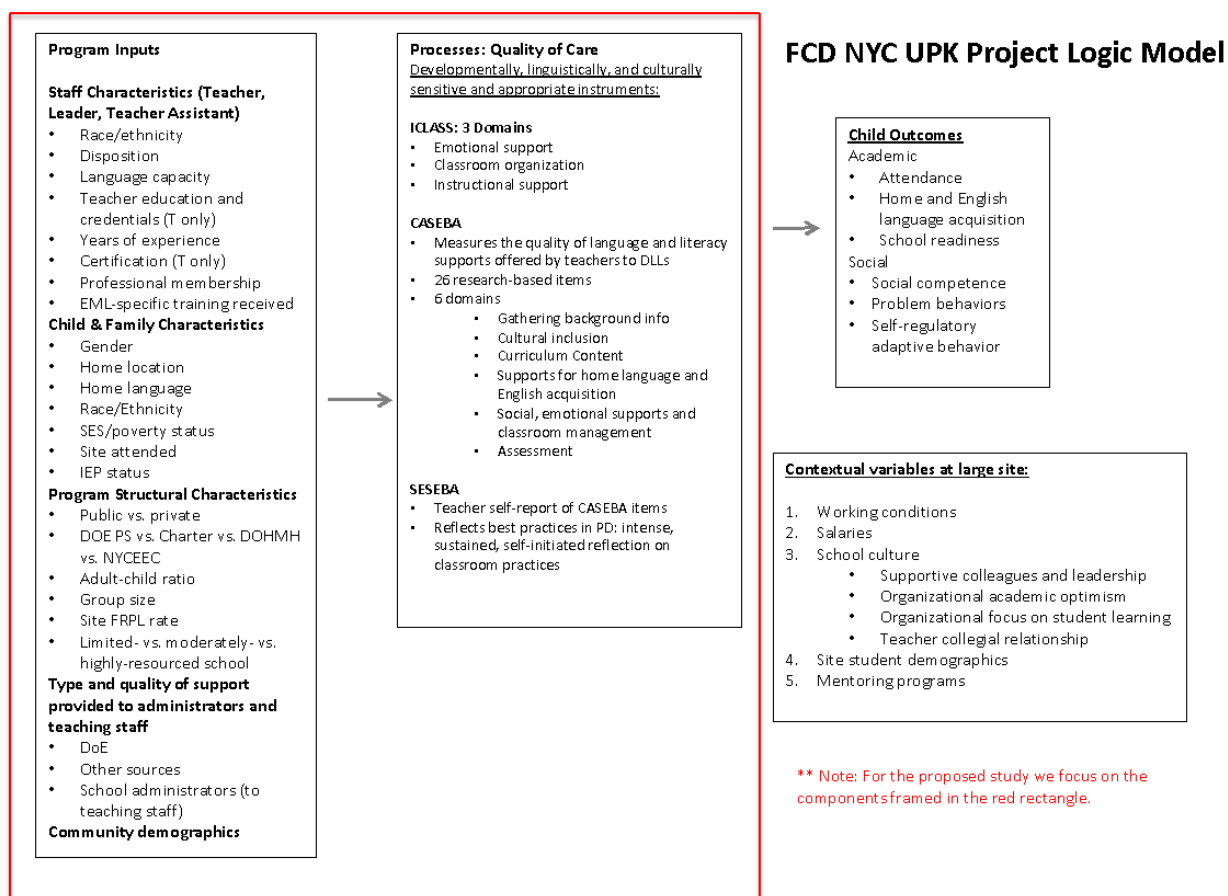 FCD NYC UPK Project Logic Model
Program Inputs
Staff Characteristics (Teacher,
Leader, Teacher Assistant)
• Race/ethnicity
• Disposition
• Language capacity
• Teacher education and
credentials (T only)
• Years of experience
• Certification (T only)
• Professional membership
• EML-specific training received
Child & Family Characteristics
• Gender
• Home location
• Home language
• Race/Ethnicity
• SES/poverty status
• Site attended
• IEP status
Program Structural Characteristics
• Public vs. private
• DOE PS vs. Charter vs. DOHMH
vs. NYCEEC
• Adult-child ratio
• Group size
• Site FRPL rate
• Limited- vs. moderately- vs.
highly-resourced school
Type and quality of support
provided to administrators and
teaching staff
• DoE
• Other sources
• School administrators (to
teaching staff)
Community demographics
Processes: Quality of Care
Developmentally, linguistically, and culturally
sensitive and appropriate instruments:
ICLASS: 3 Domains
• Emotional support
• Classroom organization
• Instructional support
CASEBA
• Measures the quality of language and literacy
supports offered by teachers to DLLs
• 26 research-based items
• 6 domains
• Gathering background info
• Cultural inclusion
• Curriculum Content
• Supports for home language and
English acquisition
• Social, emotional supports and
classroom management
• Assessment
SESEBA
• Teacher self-report of CASEBA items
• Reflects best practices in PD: intense,
sustained, self-initiated reflection on
classroom practices
Child Outcomes
Academic
• Attendance
• Home and English
language acquisition
• School readiness
Social
• Social competence
• Problem behaviors
• Self-regulatory
adaptive behavior
Contextual variables at large site:
1. Working conditions
2. Salaries
3. School culture
• Supportive colleagues and leadership
• Organizational academic optimism
• Organizational focus on student learning
• Teacher collegial relationship
4. Site student demographics
5. Mentoring programs
** Note: For the proposed study we focus on the
components framed in the red rectangle.